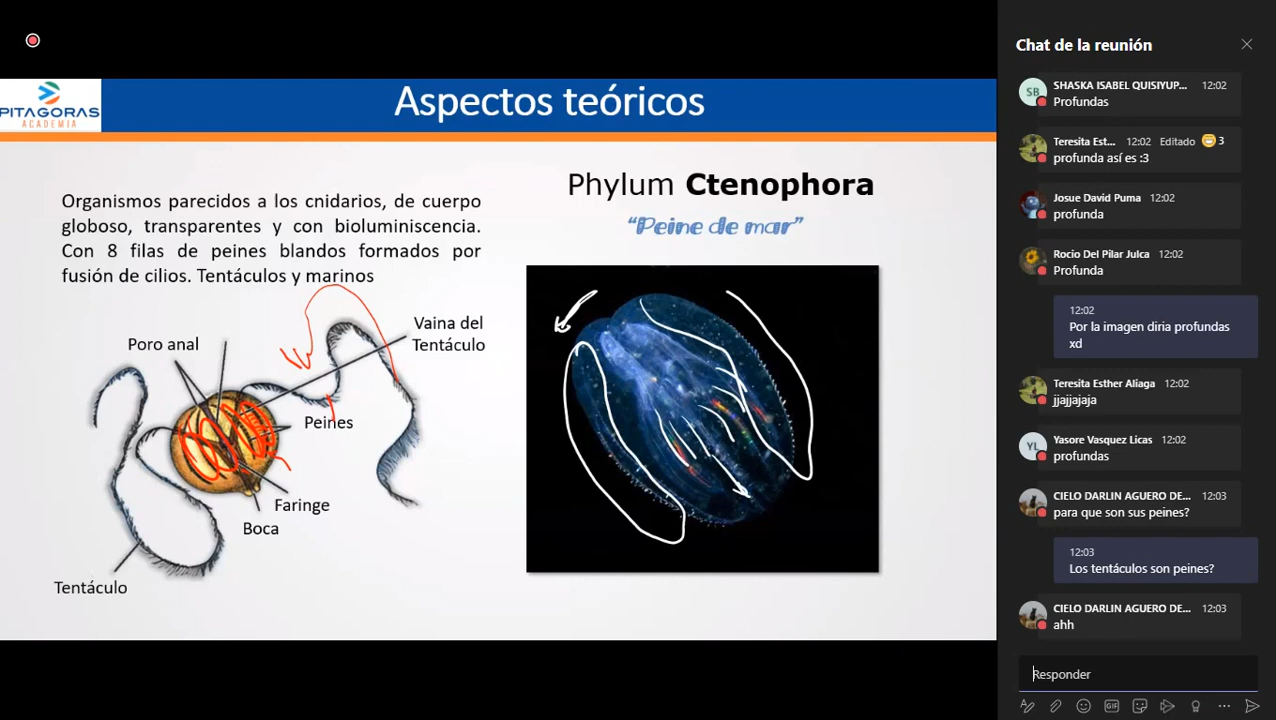 PITAGORAS
ACADEMIA
Aspectos teóricos
Organismos parecidos a los cnidarios, de cuerpo
globoso, transparentes y con bioluminiscencia.
Con 8 filas de peines blandos formados por
fusión de cilios. Tentáculos y marinos
Phylum Ctenophora
“Peine de mar”
Poro anal
Vaina del
Tentáculo
Peines
Faringe
Boca
Tentáculo
Chat de la reunión
SB
SHASKA ISABEL QUISIYUP... 12:02
Profundas
Teresita Est... 12:02 Editado 3
profunda así es :3
Josue David Puma 12:02
profunda
Rocio Del Pilar Julca 12:02
Profunda
12:02
Por la imagen diria profundas
xd
Teresita Esther Aliaga 12:02
jjajjajaja
YL
Yasore Vasquez Licas 12:02
profundas
CIELO DARLIN AGUERO DE... 12:03
para que son sus peines?
12:03
Los tentáculos son peines?
CIELO DARLIN AGUERO DE... 12:03
ahh
Responder
GIF